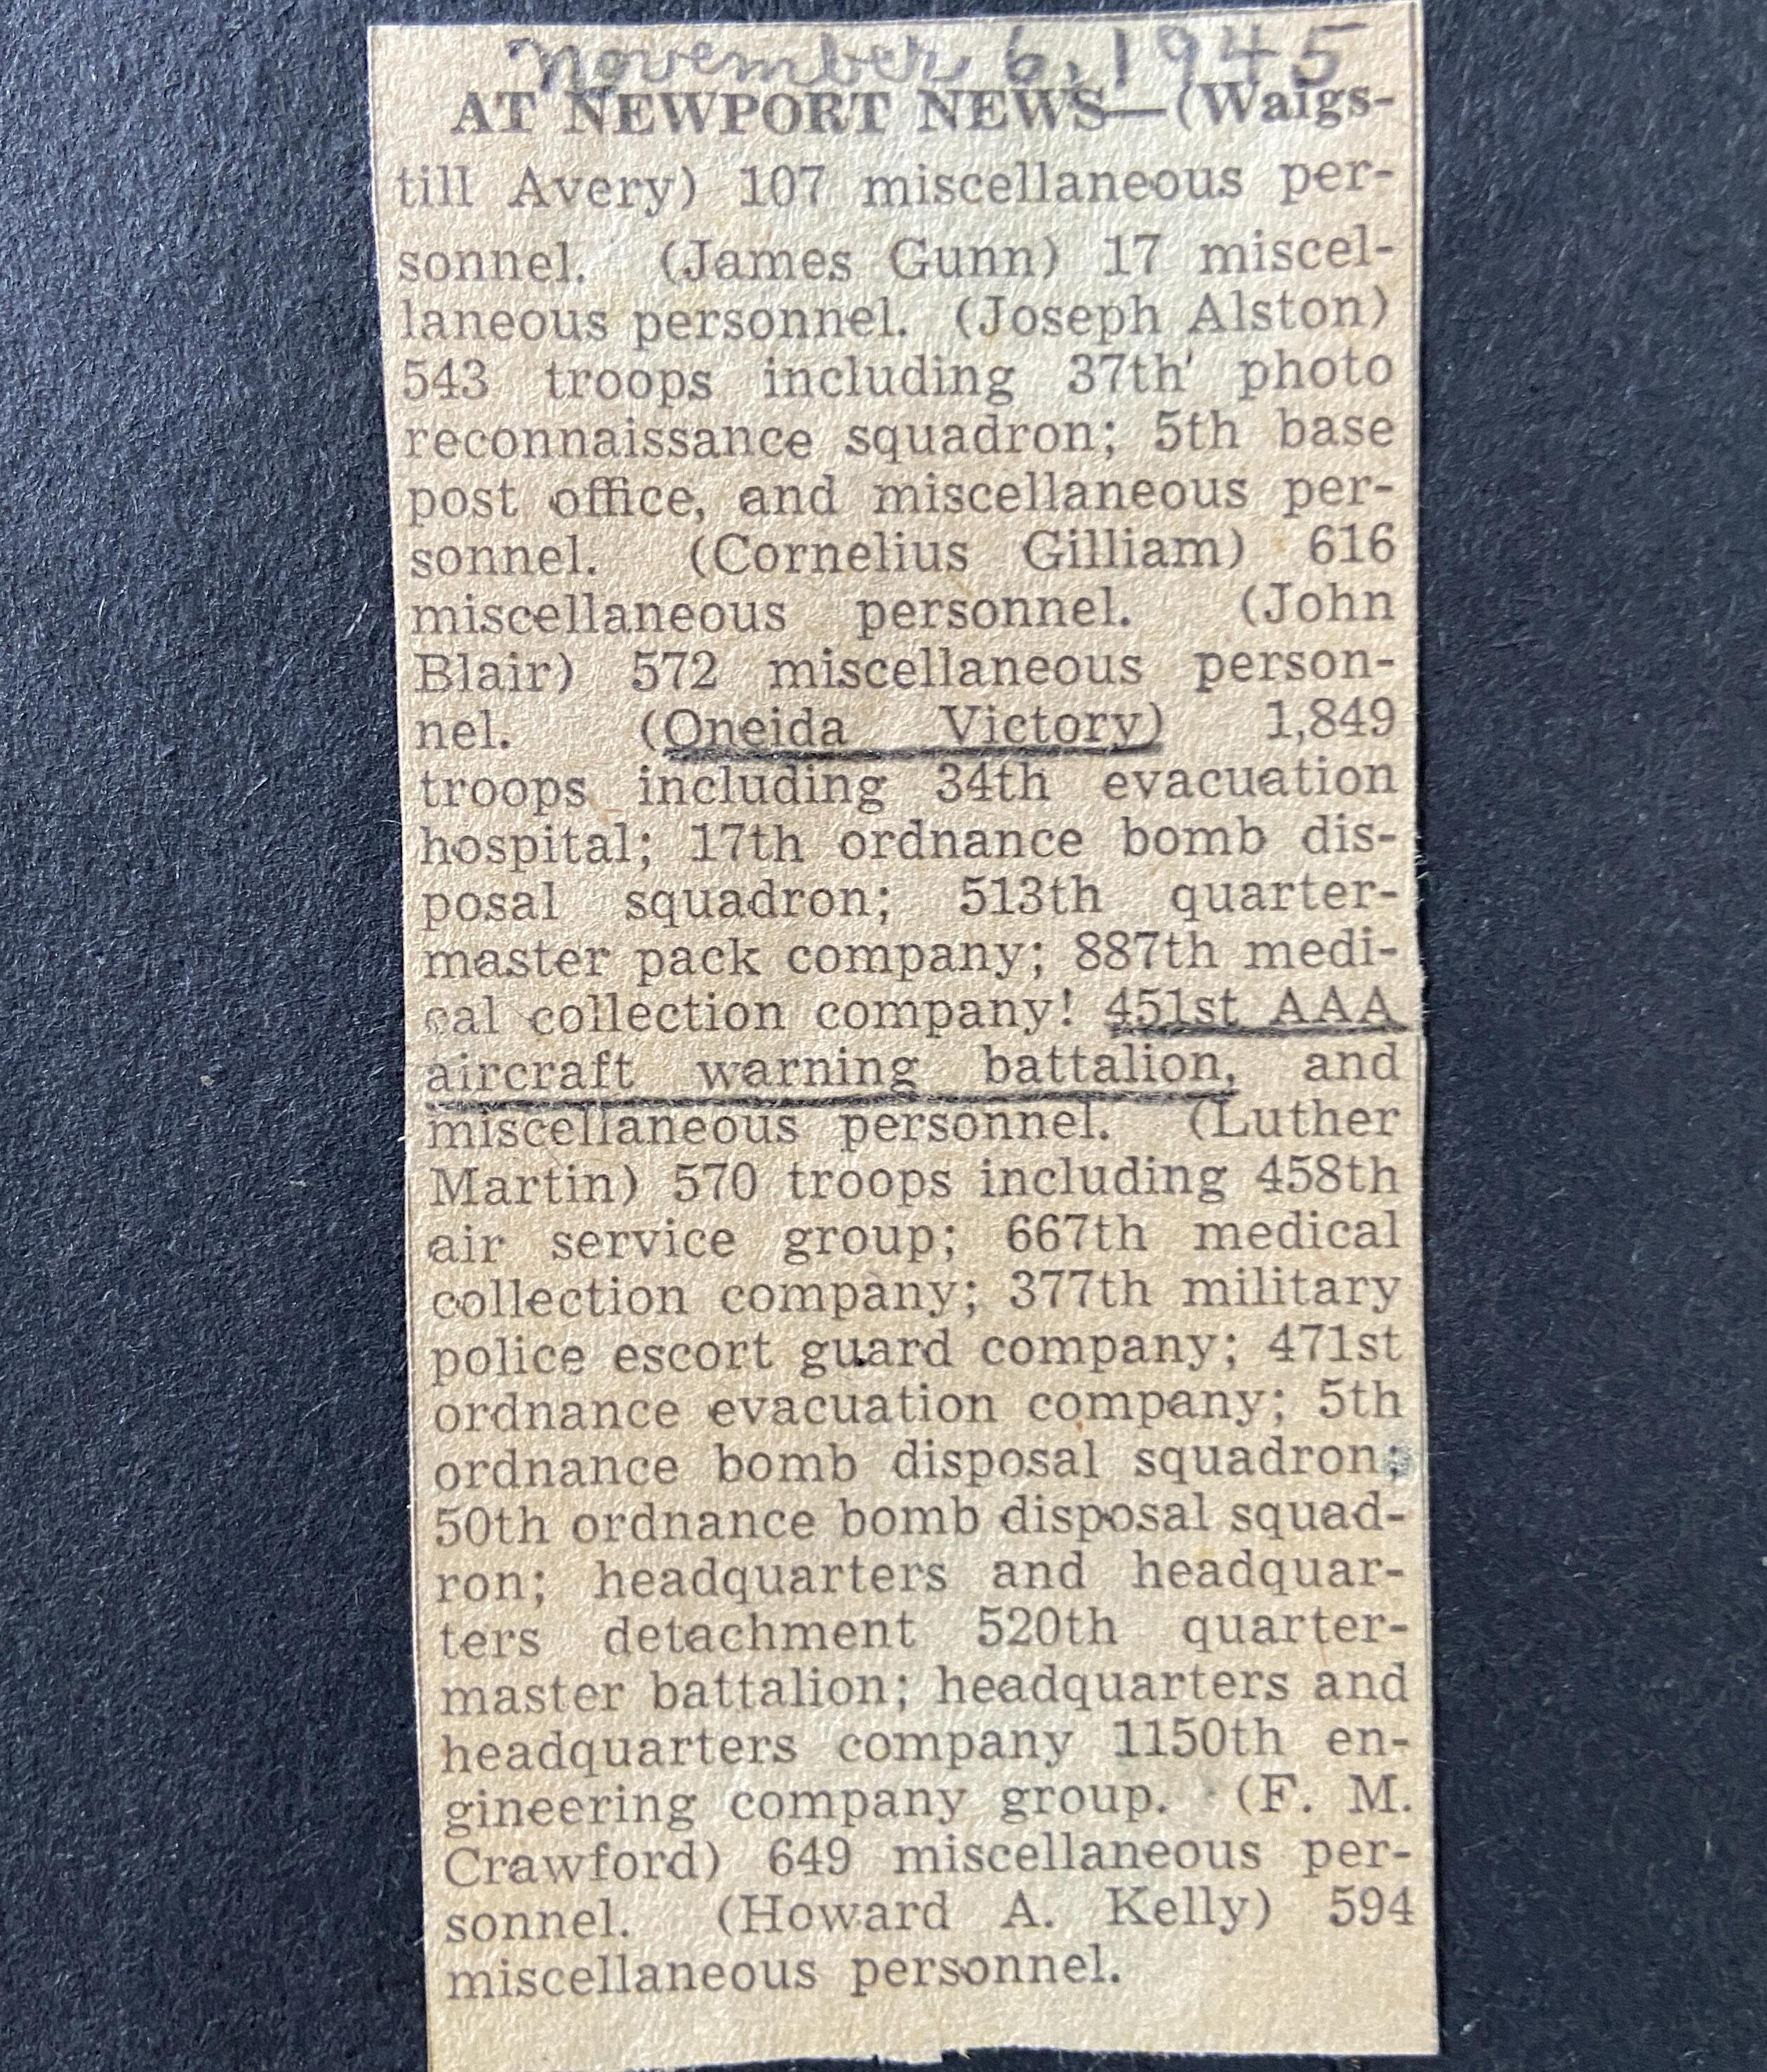 November 6, 1945
AT NEWPORT NEWS—(Waigs-
till Avery) 107 miscellaneous per-
sonnel. (James Gunn) 17 miscel-
laneous personnel. (Joseph Alston)
543 troops including 37th' photo
reconnaissance squadron; 5th base
post office, and miscellaneous per-
sonnel. (Cornelius Gilliam) 616
miscellaneous personnel. (John
Blair) 572 miscellaneous person-
nel. (Oneida Victory) 1,849
troops including 34th evacuation
hospital; 17th ordnance bomb dis-
posal squadron; 513th quarter-
master pack company; 887th medi-
cal collection company! 451st AAA
aircraft warning battalion, and
miscellaneous personnel. (Luther
Martin) 570 troops including 458th
air service group; 667th medical
collection company; 377th military
police escort guard company; 471st
ordnance evacuation company; 5th
ordnance bomb disposal squadron;
50th ordnance bomb disposal squad-
ron; headquarters and headquar-
ters detachment 520th quarter-
master battalion; headquarters and
headquarters company 1150th en-
gineering company group. (F. M.
Crawford) 649 miscellaneous per-
sonnel. (Howard A. Kelly) 594
miscellaneous personnel.